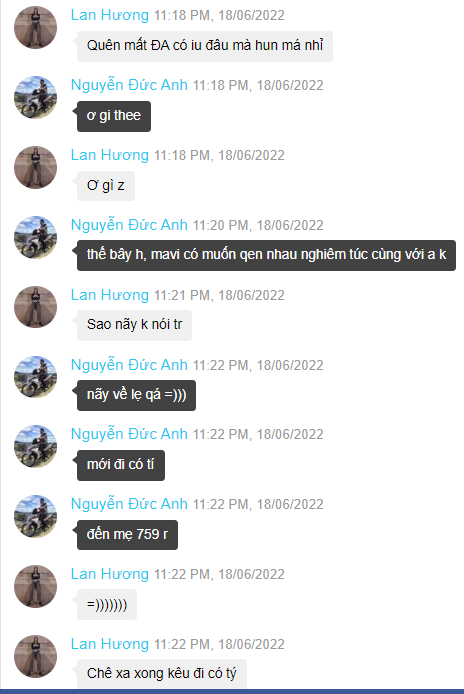 Lan Hương 11:18 PM, 18/06/2022
Quên mất ĐA có iu đâu mà hun má nhỉ
Nguyễn Đức Anh 11:18 PM, 18/06/2022
ơ gi thee
Lan Hương 11:18 PM, 18/06/2022
Ơ gì z
Nguyễn Đức Anh 11:20 PM, 18/06/2022
thế bây h, mavi có muốn qen nhau nghiêm túc cùng với a k
Lan Hương 11:21 PM, 18/06/2022
Sao nãy k nói tr
Nguyễn Đức Anh 11:22 PM, 18/06/2022
nãy về lẹ qá =)))
Nguyễn Đức Anh 11:22 PM, 18/06/2022
mới đi có tí
Nguyễn Đức Anh 11:22 PM, 18/06/2022
đến mẹ 759 r
Lan Hương 11:22 PM, 18/06/2022
=)))))))
Lan Hương 11:22 PM, 18/06/2022
Chê xa xong kêu đi có tý